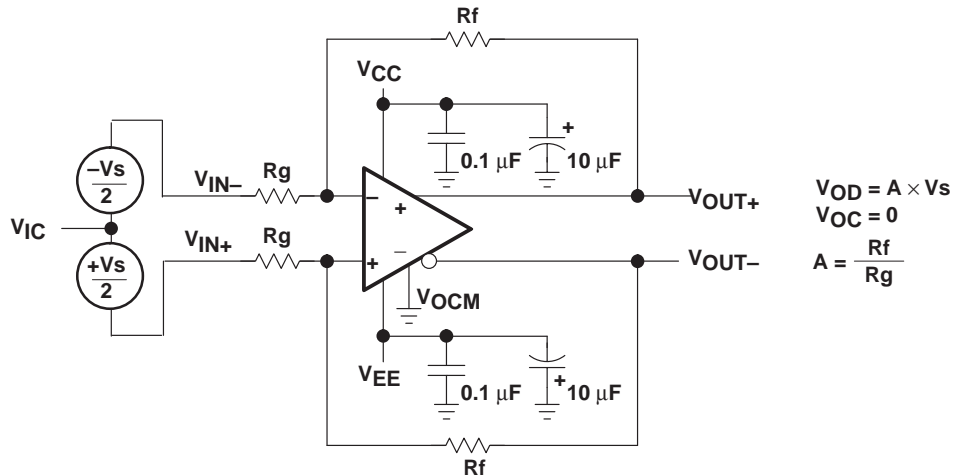 Rf
VCC
+
0.1 μF
10 μF
−Vs
2
VIN−
Rg
−
+
VOUT+
VOD = A × Vs
VOC = 0
VIC
VIN+
Rg
+
−
VOUT−
A = Rf
Rg
+Vs
2
VOCM
VEE
0.1 μF
+
10 μF
Rf